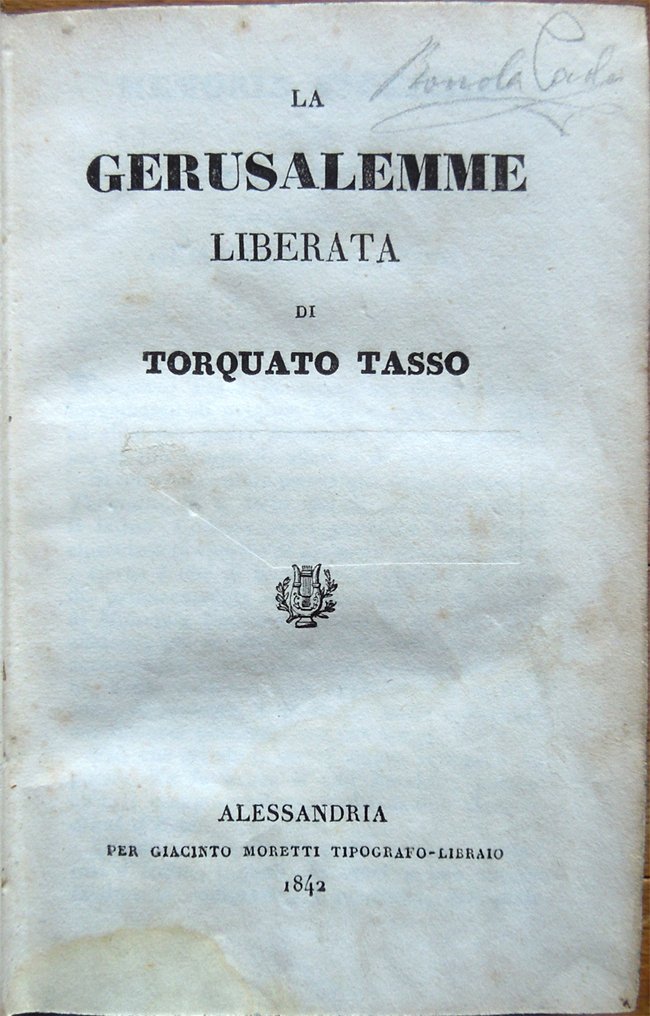 LA
GERUSALEMME
LIBERATA
DI
TORQUATO TASSO
ALESSANDRIA
PER GIACINTO MORETTI TIPOGRAFO-LIBRAIO
1842